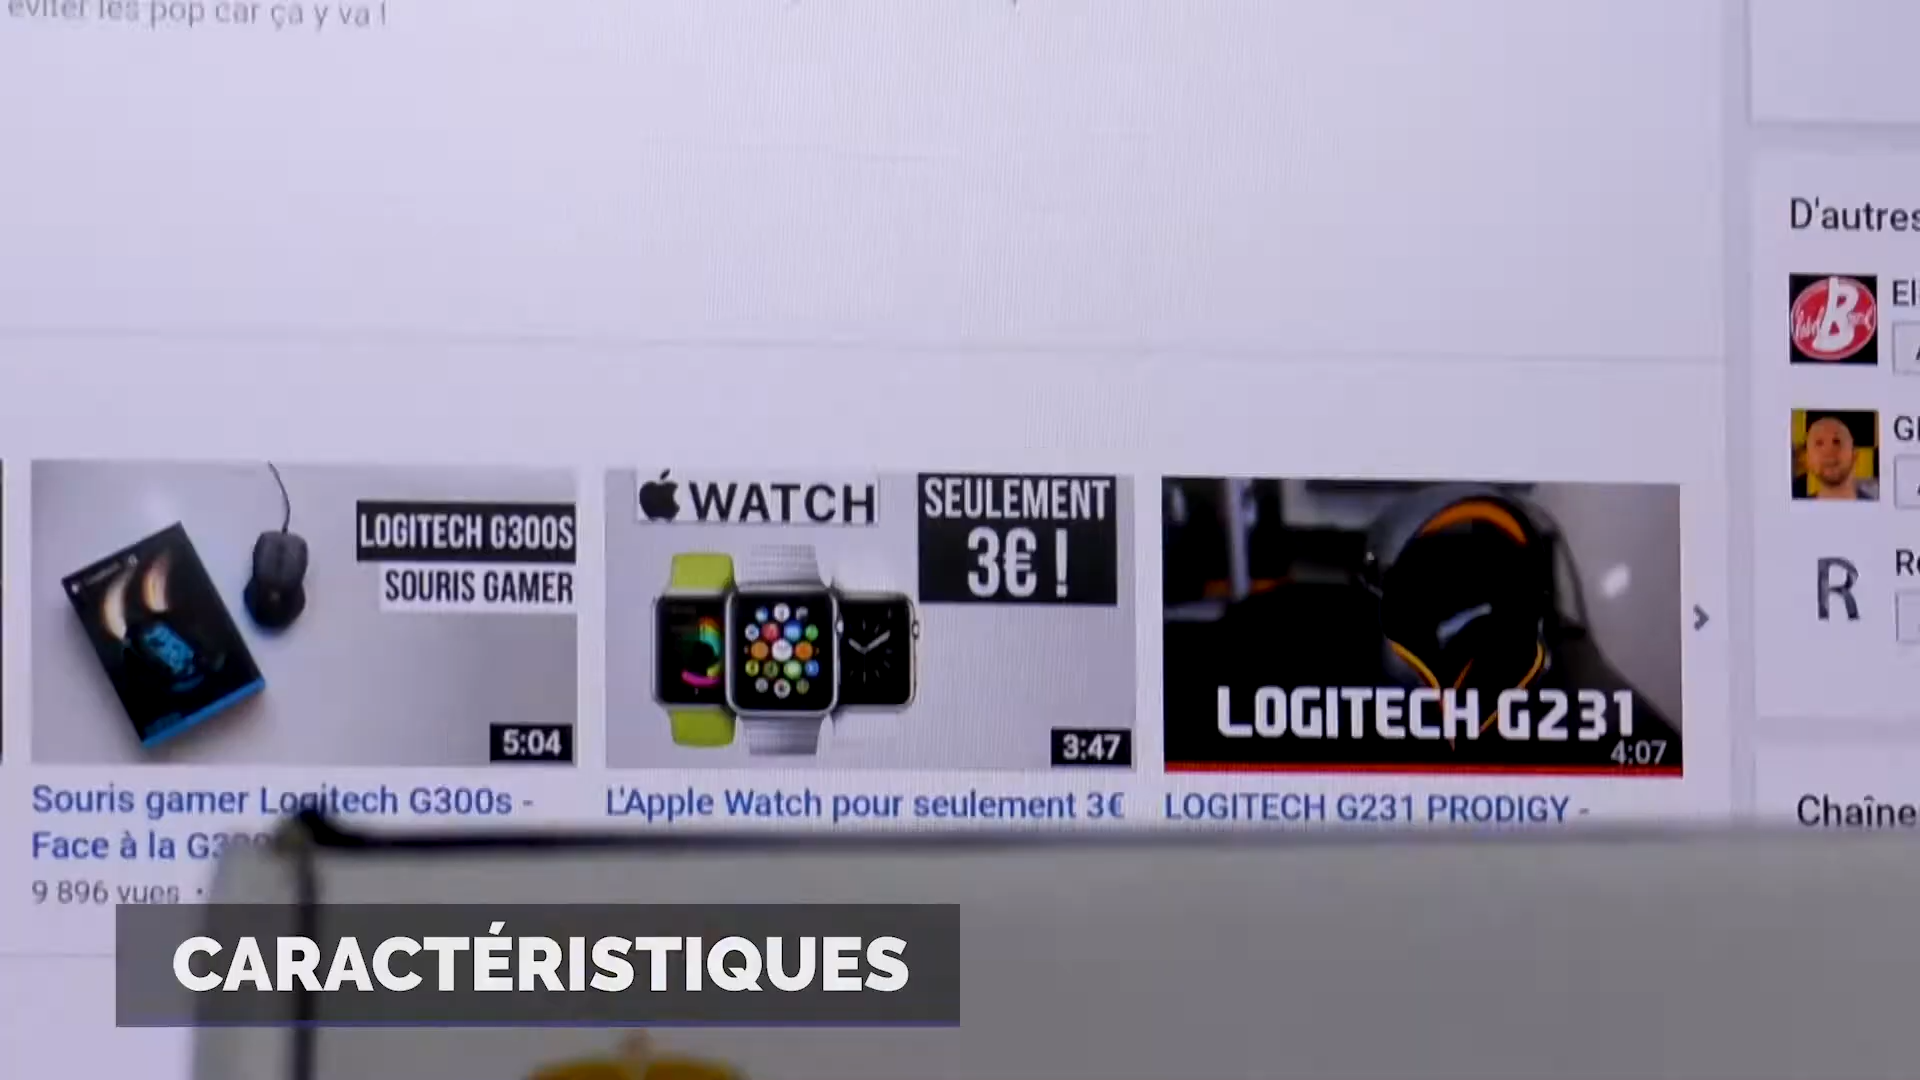 éviter les pop car ça y va !
D'autres
LOGITECH G300S
SOURIS GAMER
5:04
WATCH
SEULEMENT
3€ !
3:47
LOGITECH G231
4:07
R
Souris gamer Logitech G300s -
Face à la
9 896 vues
L'Apple Watch pour seulement 3€
LOGITECH G231 PRODIGY -
Chaîne
CARACTÉRISTIQUES